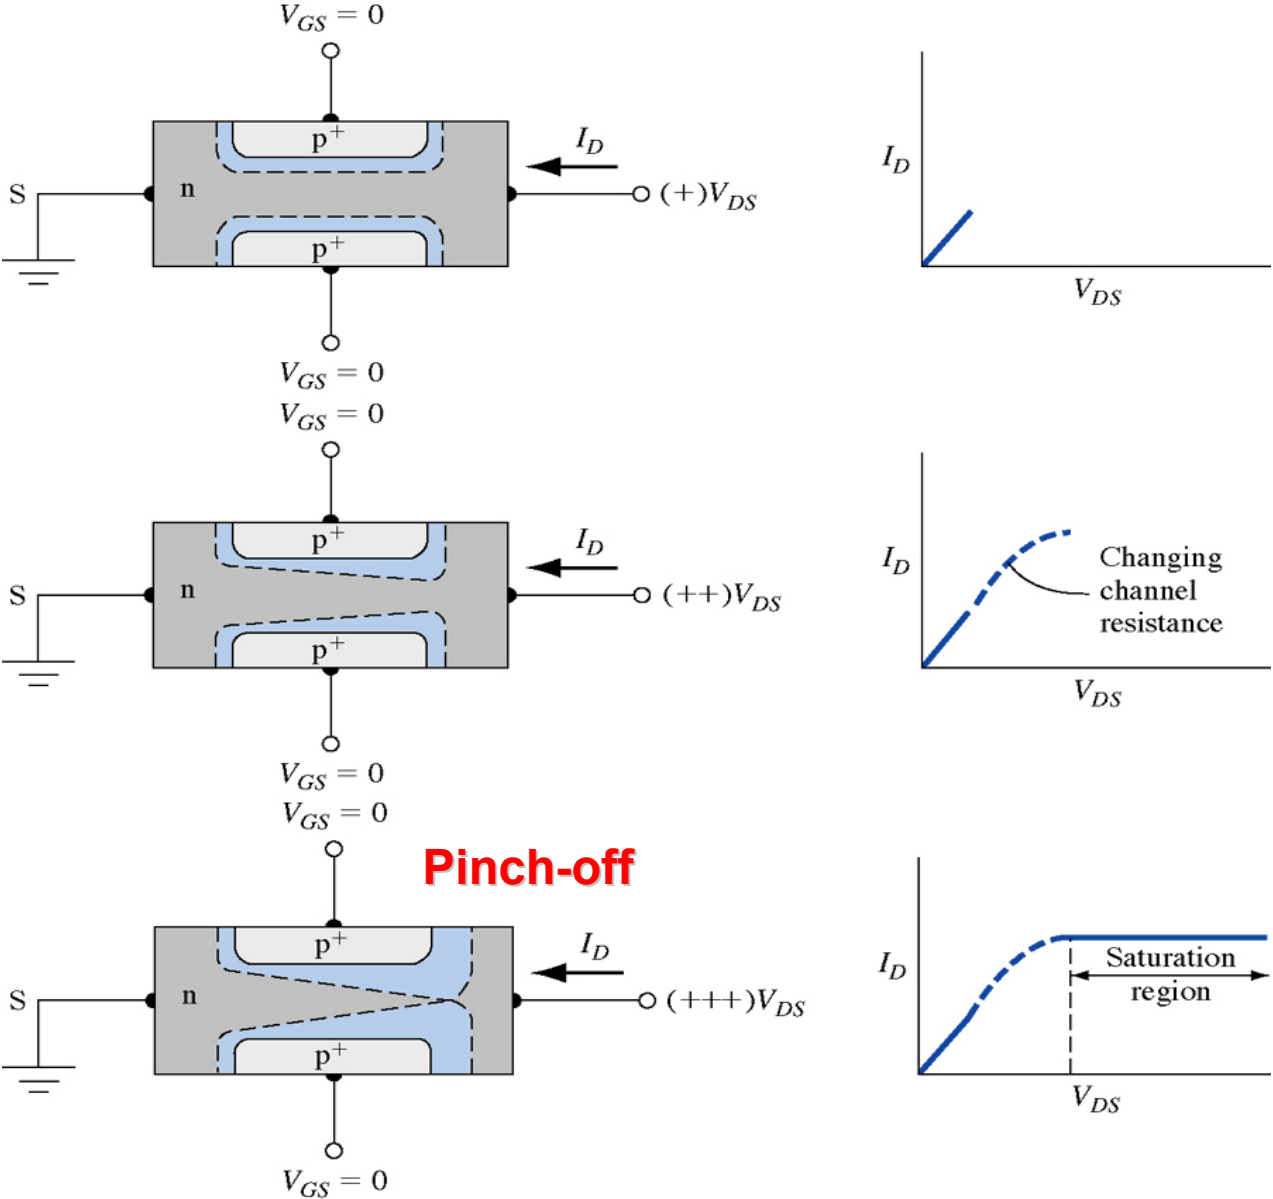 V_GS = 0
p+
I_D
S
n
(+)V_DS
p+
V_GS = 0
I_D
V_DS
V_GS = 0
p+
I_D
S
n
(++)V_DS
p+
V_GS = 0
I_D
Changing
channel
resistance
V_DS
V_GS = 0
Pinch-off
p+
I_D
S
n
(+++)V_DS
p+
V_GS = 0
I_D
Saturation
region
V_DS